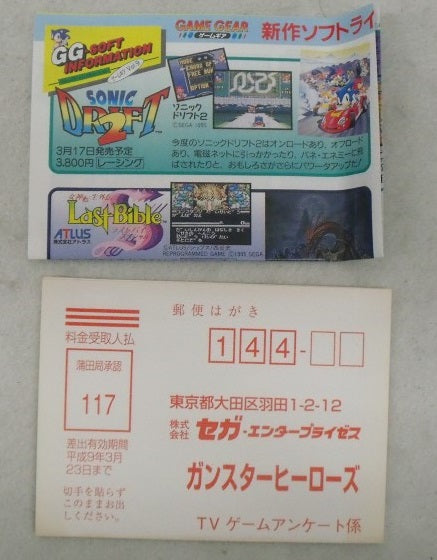 GAME GEAR
ゲームギア
新作ソフトライ
GG SOFT
INFORMATION
SONIC
DRIFT
2
3月17日発売予定
3,800円 レーシング
ソニック
ドリフト2
©SEGA 1995
今度のソニックドリフト2はオンロードあり、オフロード
あり、電磁ネットに引っかかったり、バネ・エネミーと
ばされたりと、おもしろさがさらにパワーアップだ!
Last Bible
ATLUS
株式会社アトラス
REPROGRAMMED GAME ©1995 SEGA
郵便はがき
料金受取人払
蒲田局承認
117
差出有効期間
平成9年3月
23日まで
切手を貼らず
このままお出
しください。
144-
東京都大田区羽田1-2-12
株式会社 セガ・エンタープライゼス
ガンスターヒーローズ
TVゲームアンケート係